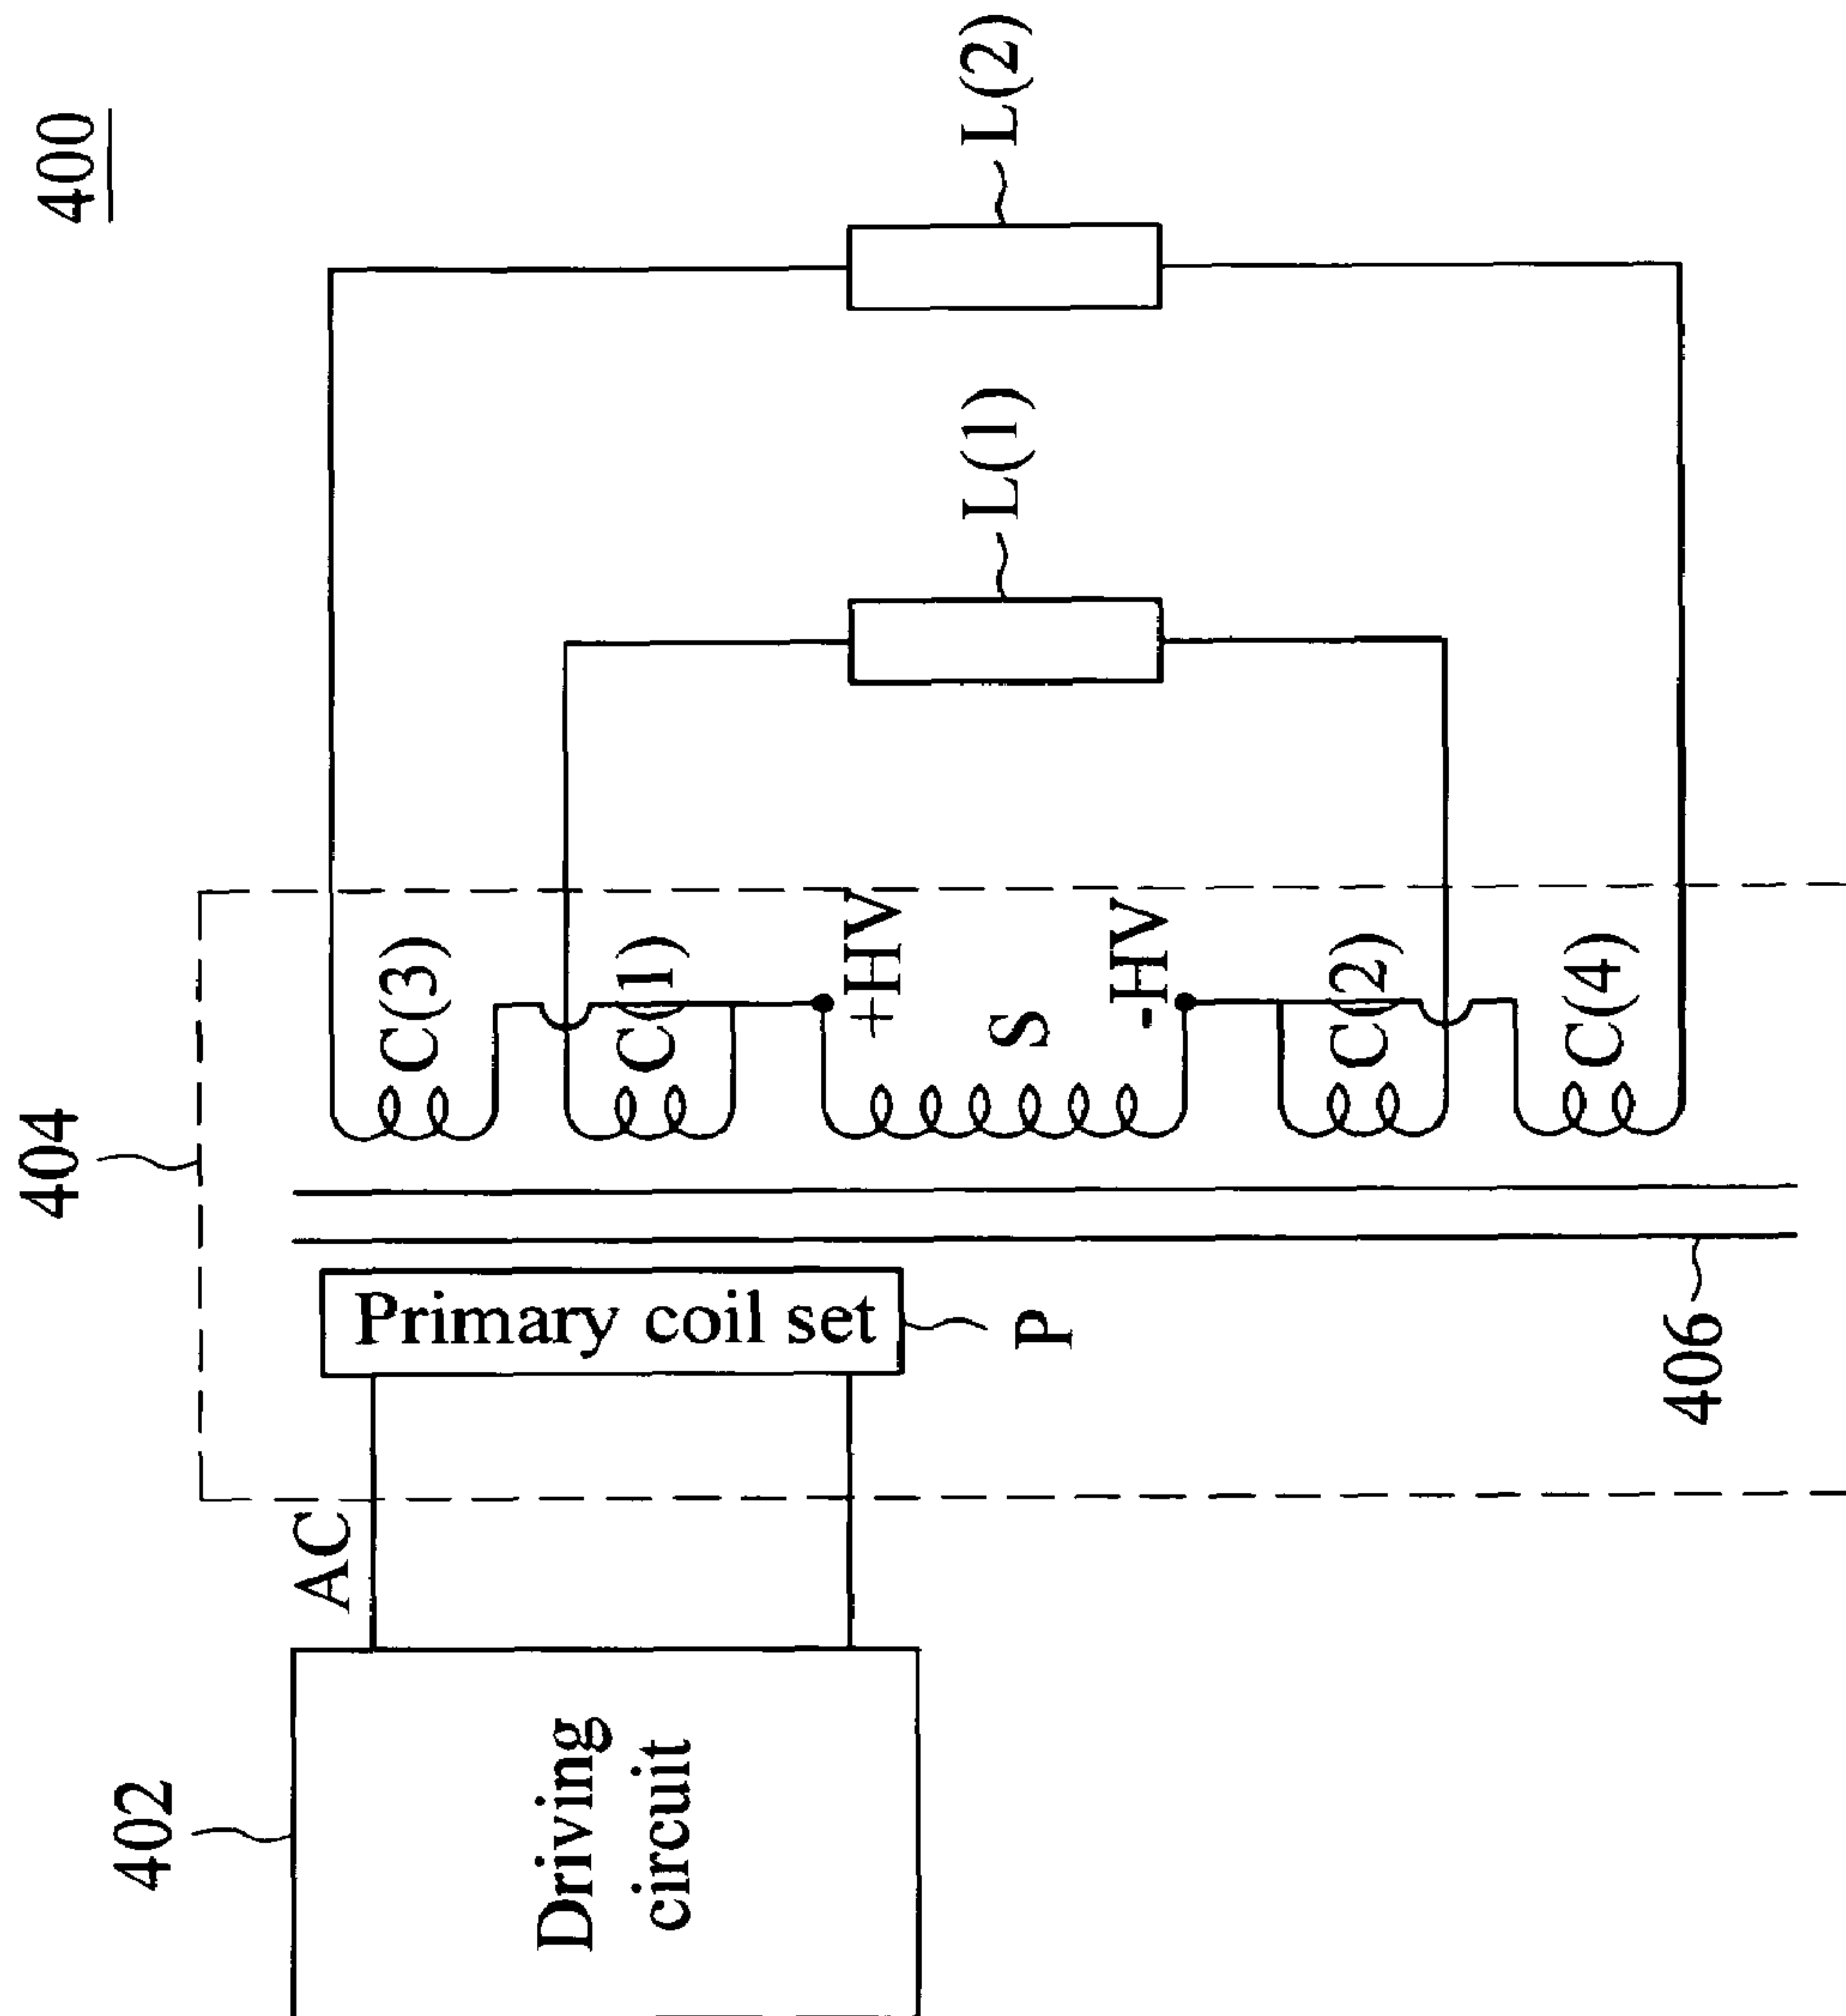 400
404
402
Driving
circuit
AC
Primary coil set
P
406
C(3)
C(1)
+HV
S
-HV
C(2)
C(4)
L(1)
L(2)